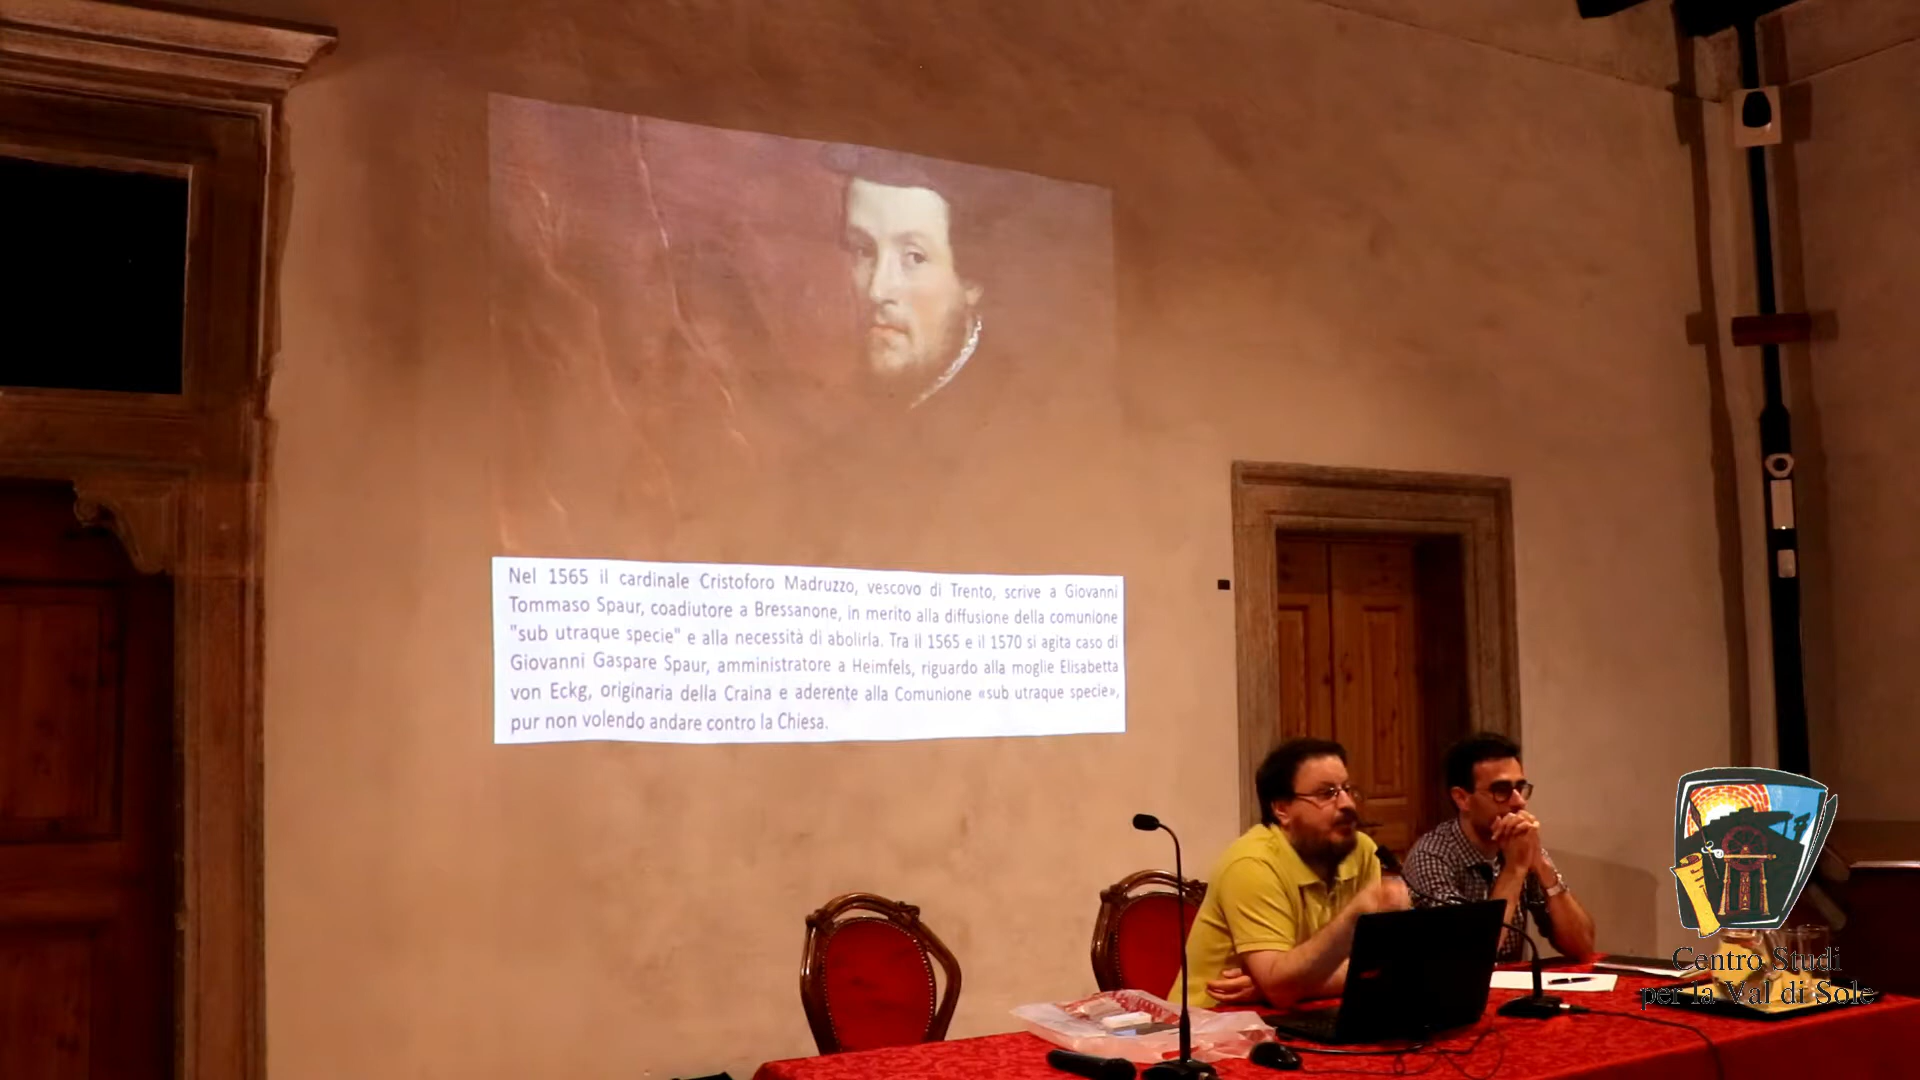 Nel 1565 il cardinale Cristoforo Madruzzo, vescovo di Trento, scrive a Giovanni
Tommaso Spaur, coadiutore a Bressanone, in merito alla diffusione della comunione
"sub utraque specie" e alla necessità di abolirla. Tra il 1565 e il 1570 si agita caso di
Giovanni Gaspare Spaur, amministratore a Heimfels, riguardo alla moglie Elisabetta
von Eckg, originaria della Craina e aderente alla Comunione «sub utraque specie»,
pur non volendo andare contro la Chiesa.
Centro Studi
per la Val di Sole